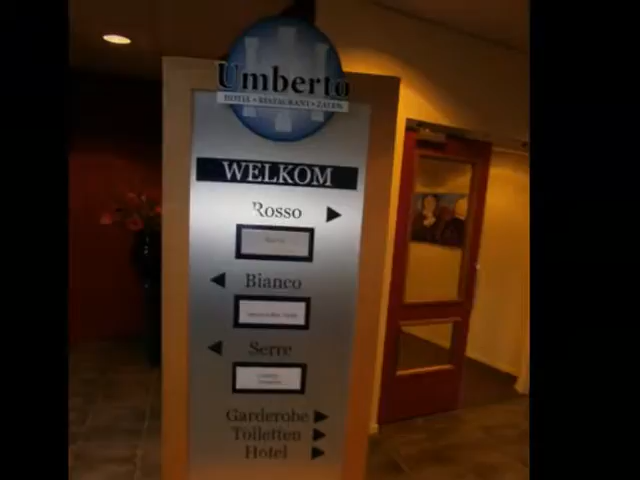 Umberto
HOTEL • RESTAURANT • ZALEN
WELKOM
Rosso
Bianco
Serre
Garderobe
Toiletten
Hotel